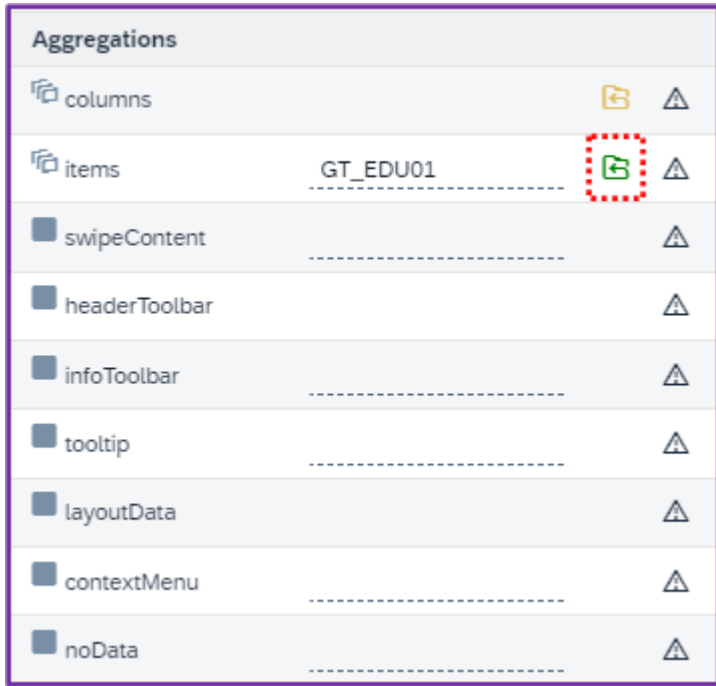 Aggregations
columns
items GT_EDU01
swipeContent
headerToolbar
infoToolbar
tooltip
layoutData
contextMenu
noData